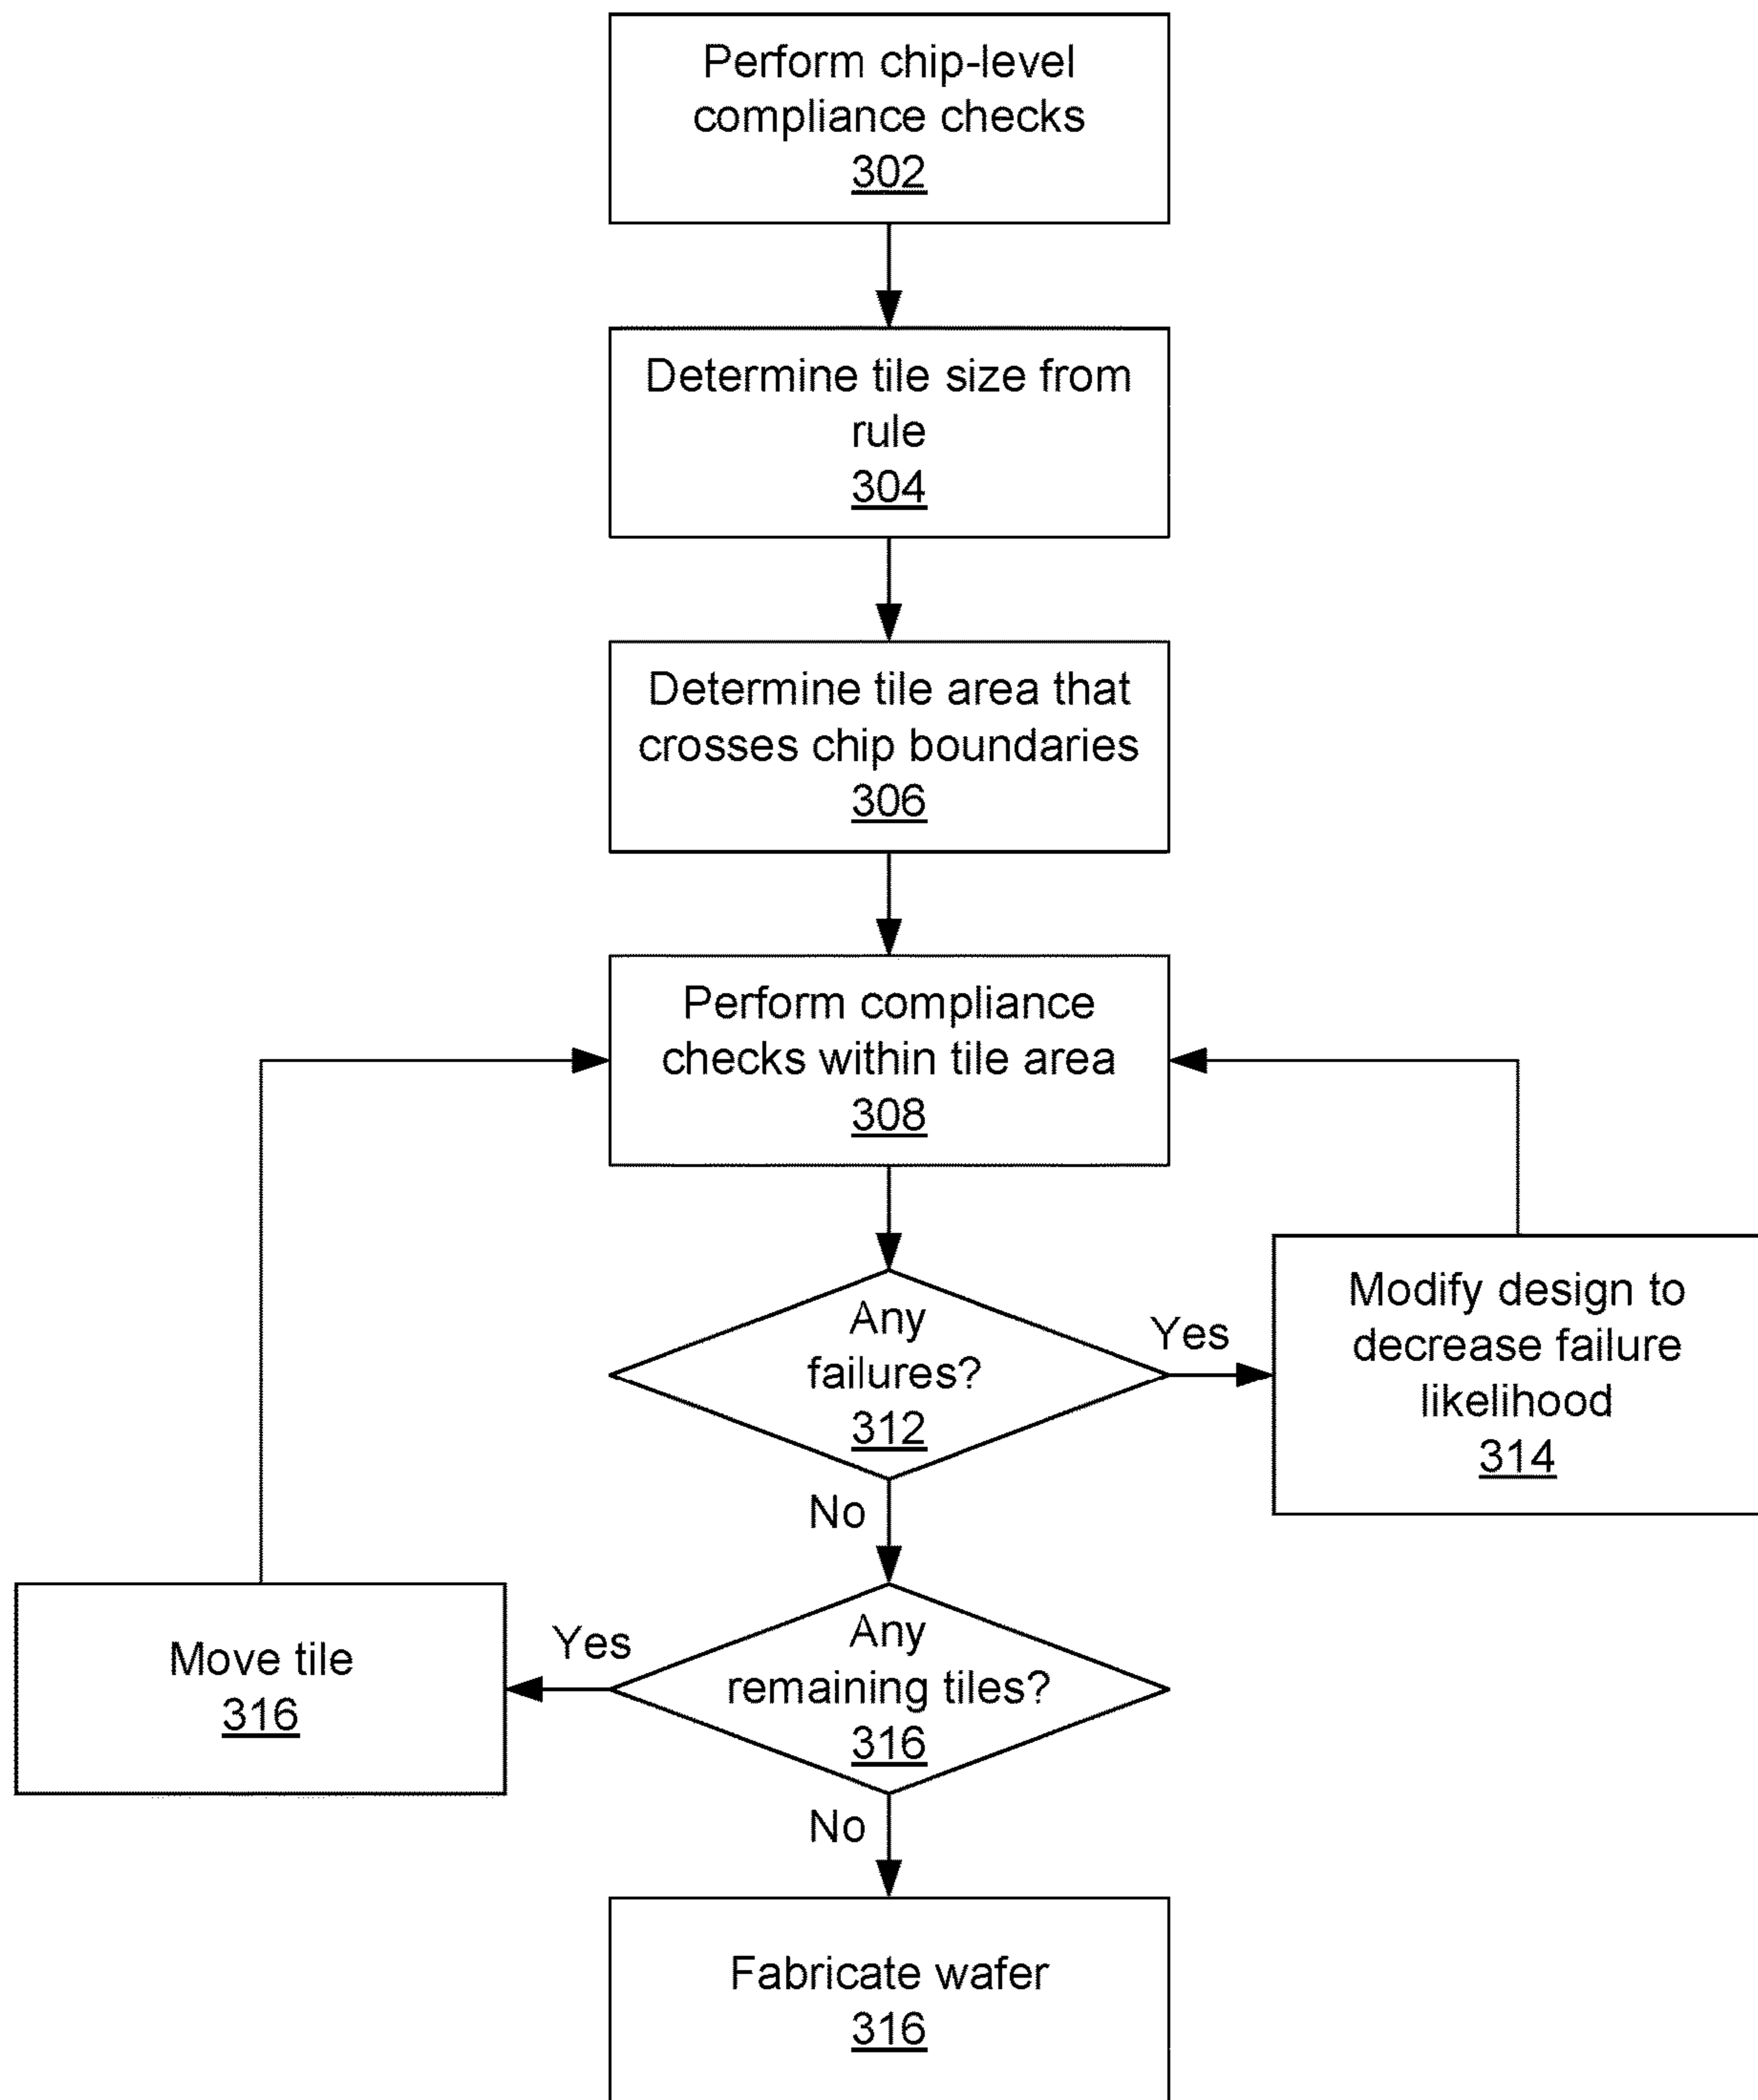 Perform chip-level
compliance checks
302
Determine tile size from
rule
304
Determine tile area that
crosses chip boundaries
306
Perform compliance
checks within tile area
308
Any
failures?
312
Yes
Modify design to
decrease failure
likelihood
314
No
Any
remaining tiles?
316
Yes
Move tile
316
No
Fabricate wafer
316